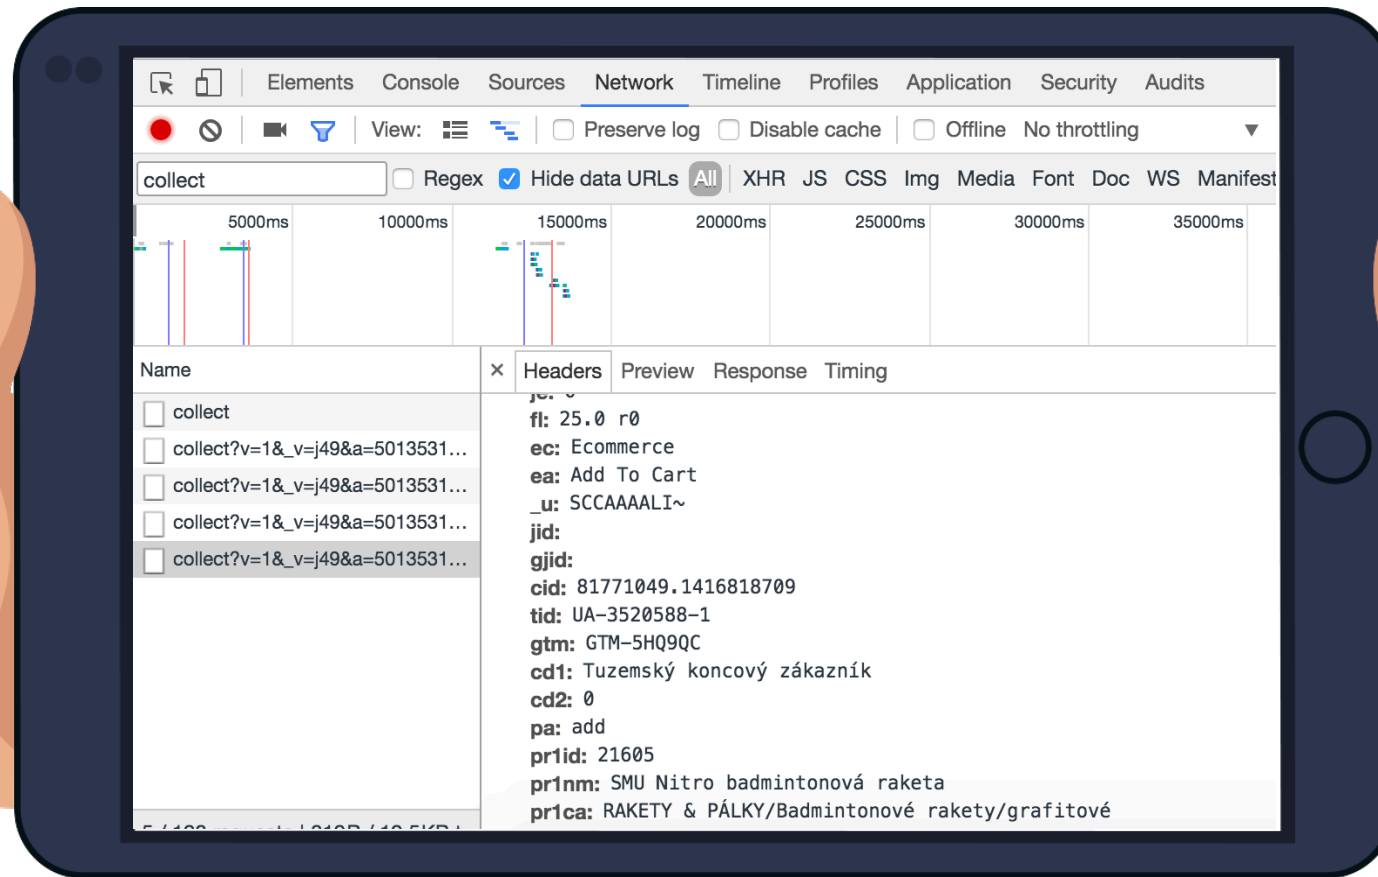 Elements Console Sources Network Timeline Profiles Application Security Audits
View: Preserve log Disable cache Offline No throttling
collect Regex Hide data URLs All XHR JS CSS Img Media Font Doc WS Manifest
5000ms 10000ms 15000ms 20000ms 25000ms 30000ms 35000ms
Name
× Headers Preview Response Timing
collect
collect?v=1&_v=j49&a=5013531...
collect?v=1&_v=j49&a=5013531...
collect?v=1&_v=j49&a=5013531...
collect?v=1&_v=j49&a=5013531...
fl: 25.0 r0
ec: Ecommerce
ea: Add To Cart
_u: SCCAAAALI~
jid:
gjid:
cid: 81771049.1416818709
tid: UA-3520588-1
gtm: GTM-5HQ9QC
cd1: Tuzemský koncový zákazník
cd2: 0
pa: add
pr1id: 21605
pr1nm: SMU Nitro badmintonová raketa
pr1ca: RAKETY & PÁLKY/Badmintonové rakety/grafitové